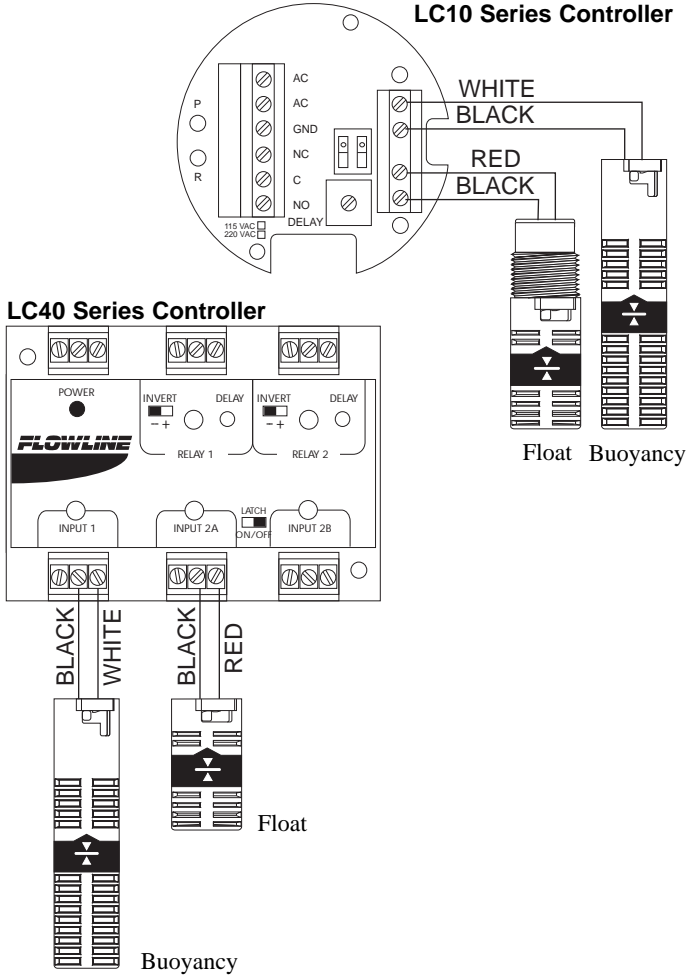 LC10 Series Controller
AC
AC
GND
NC
C
NO
DELAY
P
R
115 VAC
220 VAC
WHITE
BLACK
RED
BLACK
Float
Buoyancy
LC40 Series Controller
POWER
INVERT
DELAY
INVERT
DELAY
− +
− +
RELAY 1
RELAY 2
FLOWLINE
INPUT 1
INPUT 2A
LATCH
ON/OFF
INPUT 2B
BLACK
WHITE
BLACK
RED
Float
Buoyancy